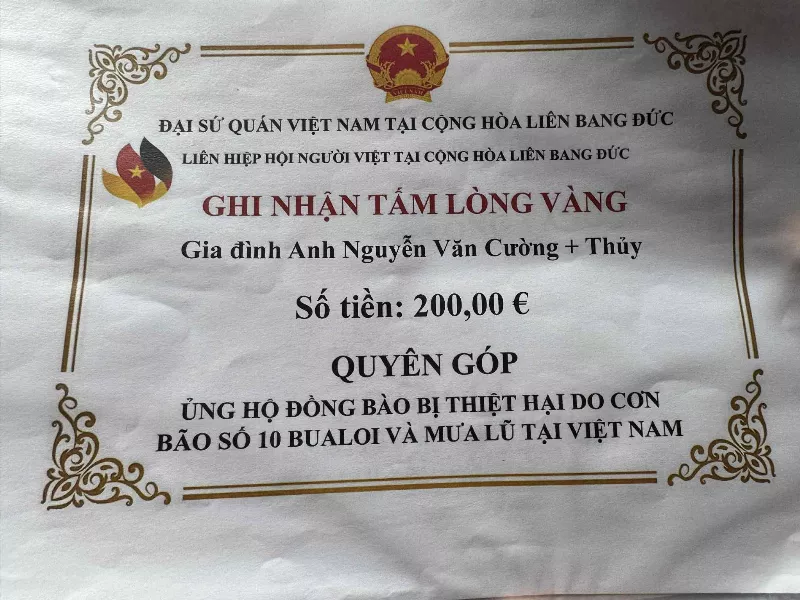 VIỆT NAM
ĐẠI SỨ QUÁN VIỆT NAM TẠI CỘNG HÒA LIÊN BANG ĐỨC
LIÊN HIỆP HỘI NGƯỜI VIỆT TẠI CỘNG HÒA LIÊN BANG ĐỨC
GHI NHẬN TẤM LÒNG VÀNG
Gia đình Anh Nguyễn Văn Cường + Thủy
Số tiền: 200,00 €
QUYÊN GÓP
ỦNG HỘ ĐỒNG BÀO BỊ THIỆT HẠI DO CƠN
BÃO SỐ 10 BUALOI VÀ MƯA LŨ TẠI VIỆT NAM